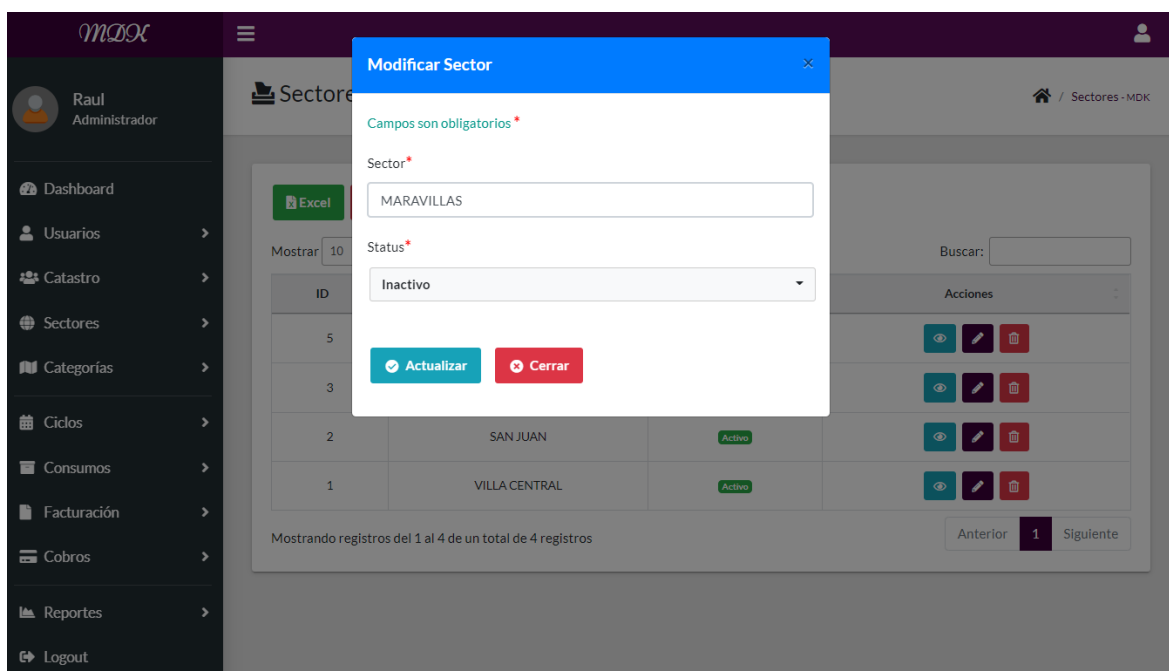 MDK
Modificar Sector ×
Raul
Administrador
Sectore
/ Sectores - MDK
Campos son obligatorios *
Sector*
MARAVILLAS
Dashboard
Excel
Usuarios
Status*
Mostrar 10
Buscar:
Catastro
Inactivo
ID
Acciones
Sectores
5
Categorías
Actualizar
Cerrar
3
Ciclos
2 SAN JUAN Activo
Consumos
1 VILLA CENTRAL Activo
Facturación
Mostrando registros del 1 al 4 de un total de 4 registros
Anterior 1 Siguiente
Cobros
Reportes
Logout